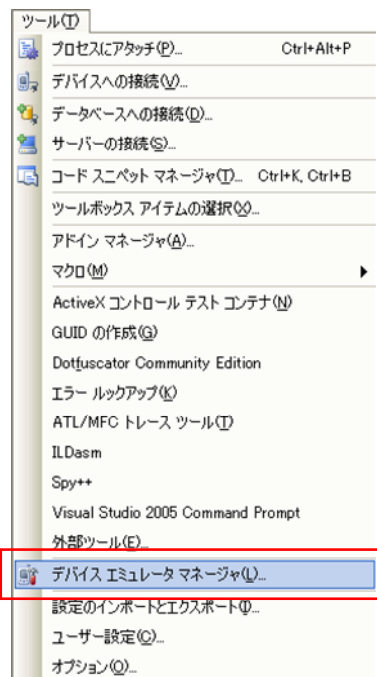 ツール(T)
プロセスにアタッチ(P)... Ctrl+Alt+P
デバイスへの接続(V)...
データベースへの接続(D)...
サーバーの接続(S)...
コード スニペット マネージャ(T)... Ctrl+K, Ctrl+B
ツールボックス アイテムの選択(X)...
アドイン マネージャ(A)...
マクロ(M)
ActiveX コントロール テスト コンテナ(N)
GUID の作成(G)
Dotfuscator Community Edition
エラー ルックアップ(K)
ATL/MFC トレース ツール(T)
ILDasm
Spy++
Visual Studio 2005 Command Prompt
外部ツール(E)...
デバイス エミュレータ マネージャ(L)...
設定のインポートとエクスポート(I)...
ユーザー設定(C)...
オプション(O)...